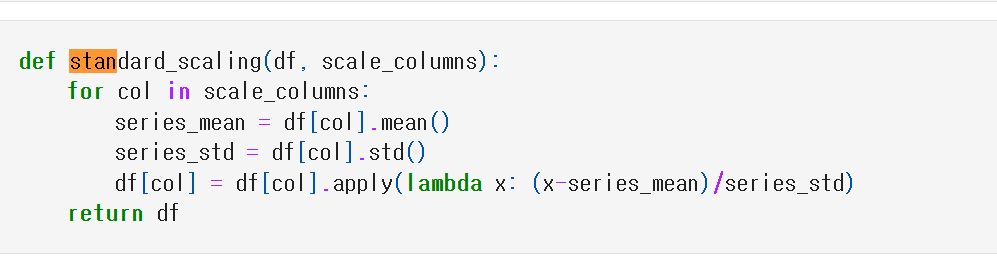 def standard_scaling(df, scale_columns):
    for col in scale_columns:
        series_mean = df[col].mean()
        series_std = df[col].std()
        df[col] = df[col].apply(lambda x: (x-series_mean)/series_std)
    return df